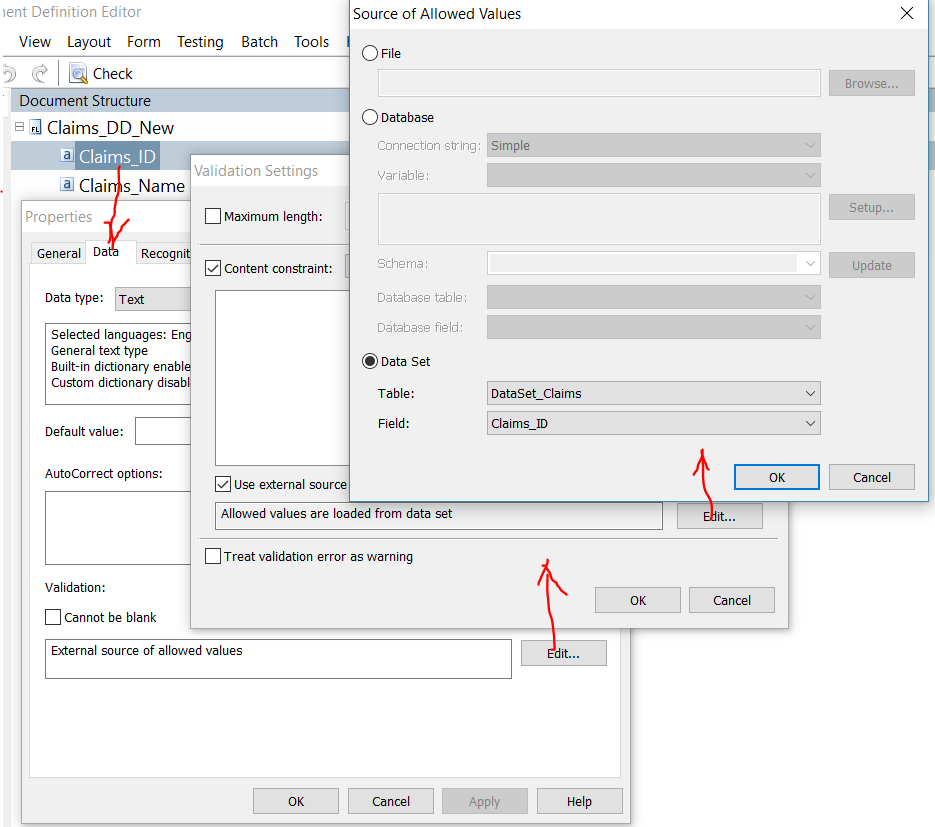 ment Definition Editor
View Layout Form Testing Batch Tools
Check
Document Structure
Claims_DD_New
a Claims_ID
a Claims_Name
Properties
General Data Recognit
Data type: Text
Selected languages: Eng
General text type
Built-in dictionary enable
Custom dictionary disabl
Default value:
AutoCorrect options:
Validation:
Cannot be blank
External source of allowed values
Edit...
OK Cancel Apply Help
Validation Settings
Maximum length:
Content constraint:
Use external source
Allowed values are loaded from data set
Edit...
Treat validation error as warning
OK Cancel
Source of Allowed Values
File
Browse...
Database
Connection string: Simple
Variable:
Setup...
Schema:
Update
Database table:
Database field:
Data Set
Table: DataSet_Claims
Field: Claims_ID
OK Cancel